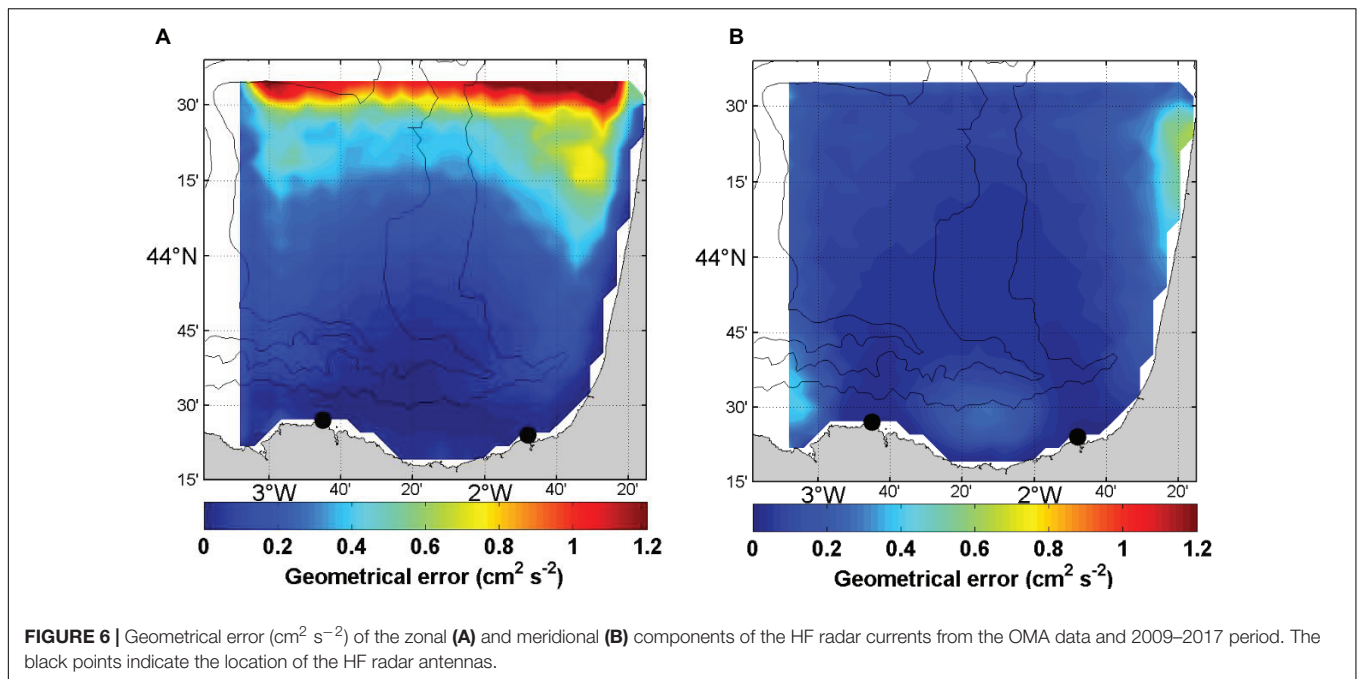 A
B
30'
15'
44°N
45'
30'
15'
3°W 40' 20' 2°W 40' 20'
0 0.2 0.4 0.6 0.8 1 1.2
Geometrical error (cm² s⁻²)
30'
15'
44°N
45'
30'
15'
3°W 40' 20' 2°W 40' 20'
0 0.2 0.4 0.6 0.8 1 1.2
Geometrical error (cm² s⁻²)
FIGURE 6 | Geometrical error (cm² s⁻²) of the zonal (A) and meridional (B) components of the HF radar currents from the OMA data and 2009–2017 period. The
black points indicate the location of the HF radar antennas.